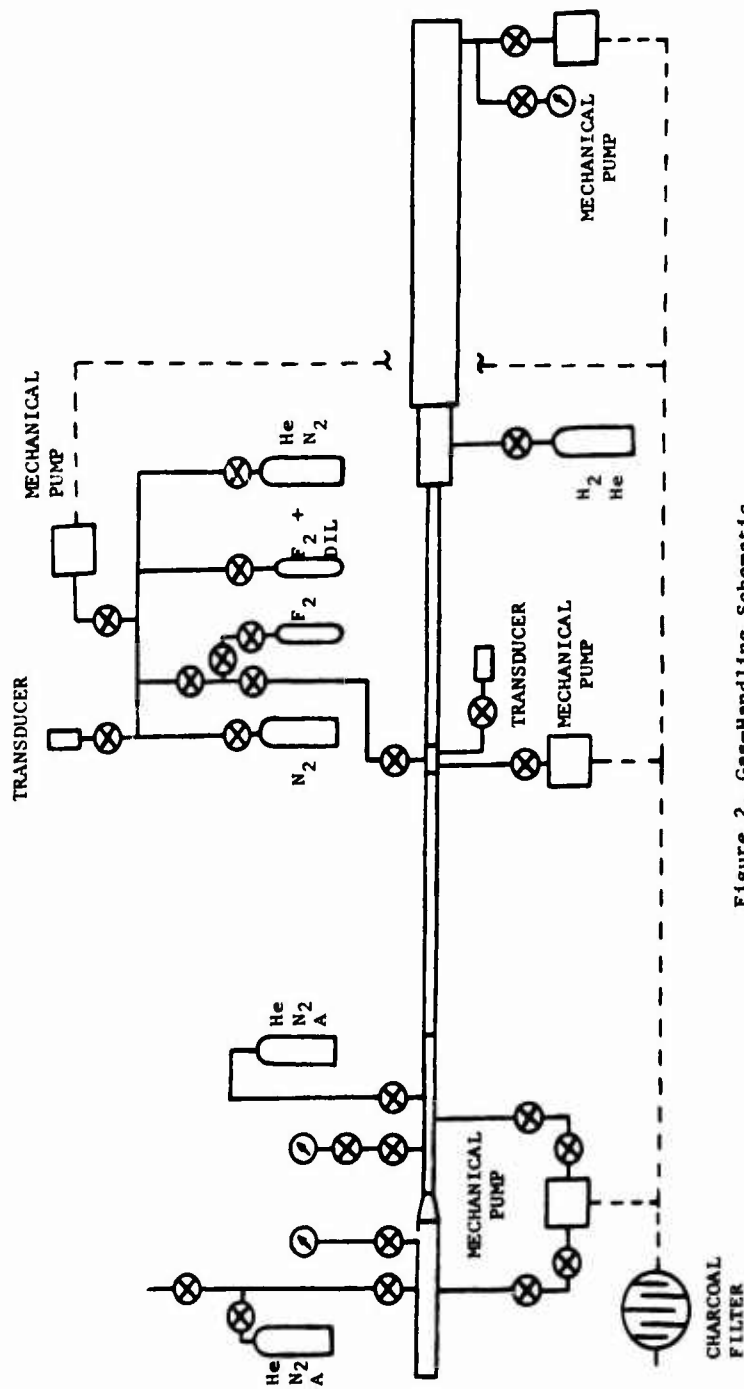 TRANSDUCER
MECHANICAL
PUMP
N2
F2
F2 +
DIL
He
N2
He
N2
A
He
N2
A
MECHANICAL
PUMP
TRANSDUCER
MECHANICAL
PUMP
H2
He
MECHANICAL
PUMP
CHARCOAL
FILTER
Figure 2. Gas-Handling Schematic